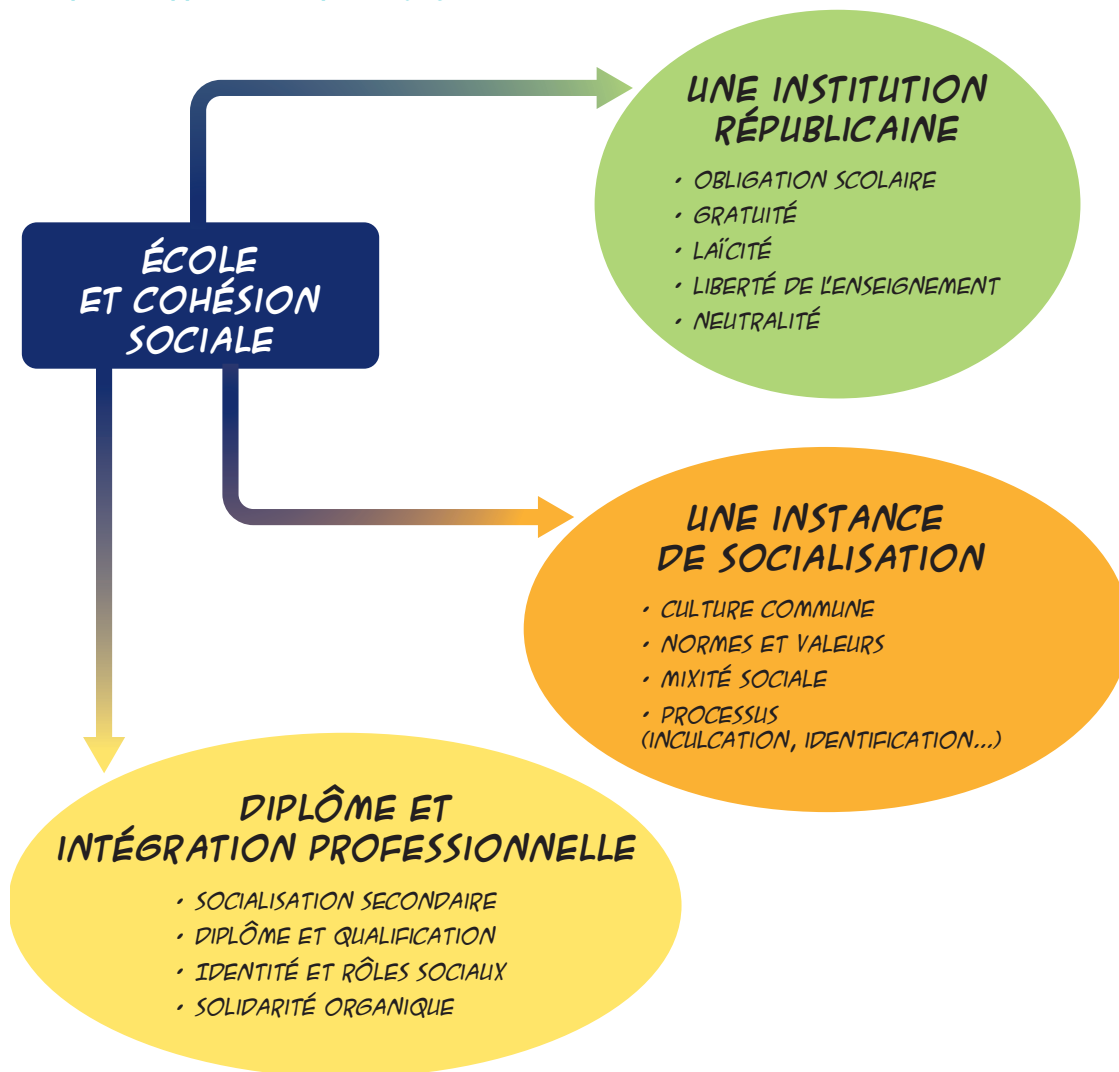 ÉCOLE
ET COHÉSION
SOCIALE
UNE INSTITUTION
RÉPUBLICAINE
• OBLIGATION SCOLAIRE
• GRATUITÉ
• LAÏCITÉ
• LIBERTÉ DE L'ENSEIGNEMENT
• NEUTRALITÉ
UNE INSTANCE
DE SOCIALISATION
• CULTURE COMMUNE
• NORMES ET VALEURS
• MIXITÉ SOCIALE
• PROCESSUS
(INCULCATION, IDENTIFICATION...)
DIPLÔME ET
INTÉGRATION PROFESSIONNELLE
• SOCIALISATION SECONDAIRE
• DIPLÔME ET QUALIFICATION
• IDENTITÉ ET RÔLES SOCIAUX
• SOLIDARITÉ ORGANIQUE